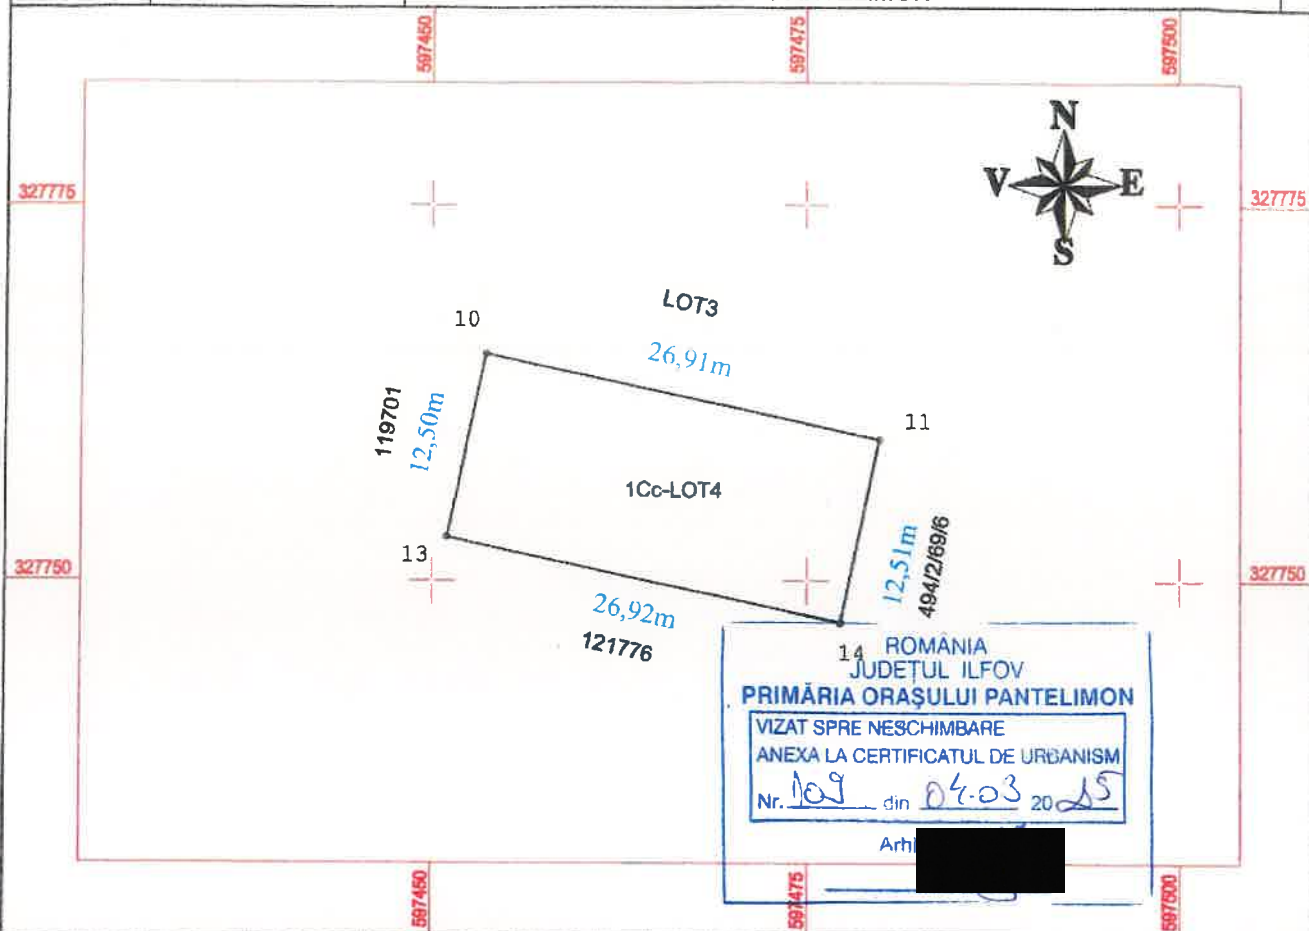 597450
597475
597500
N
V E
S
327775
327775
LOT3
10
26,91m
119701
12,50m
11
1Cc-LOT4
12,51m
494/2/69/6
13
327750
327750
26,92m
121776
14
ROMÂNIA
JUDEȚUL ILFOV
PRIMĂRIA ORAȘULUI PANTELIMON
VIZAT SPRE NESCHIMBARE
ANEXA LA CERTIFICATUL DE URBANISM
Nr. 109 din 04.03 20
Arhi
597450
597475
597500